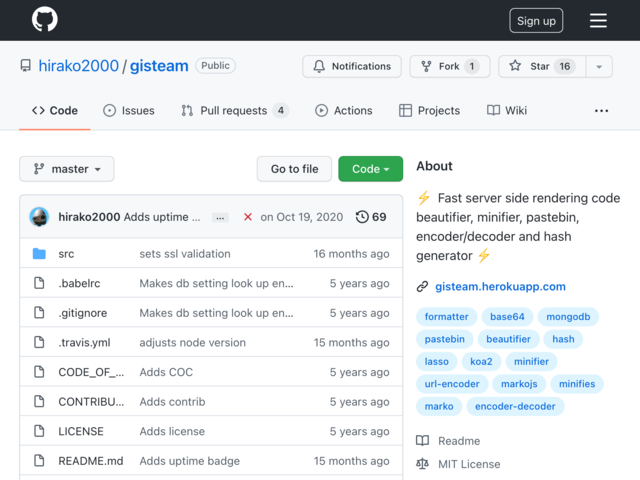 Sign up
hirako2000 / gisteam Public
Notifications Fork 1 Star 16
Code Issues Pull requests 4 Actions Projects Wiki
master Go to file Code
hirako2000 Adds uptime ... ... on Oct 19, 2020 69
src sets ssl validation 16 months ago
.babelrc Makes db setting look up en... 5 years ago
.gitignore Makes db setting look up en... 5 years ago
.travis.yml adjusts node version 15 months ago
CODE_OF_... Adds COC 5 years ago
CONTRIBU... Adds contrib 5 years ago
LICENSE Adds license 5 years ago
README.md Adds uptime badge 15 months ago
About
⚡ Fast server side rendering code
beautifier, minifier, pastebin,
encoder/decoder and hash
generator ⚡
gisteam.herokuapp.com
formatter base64 mongodb
pastebin beautifier hash
lasso koa2 minifier
url-encoder markojs minifies
marko encoder-decoder
Readme
MIT License